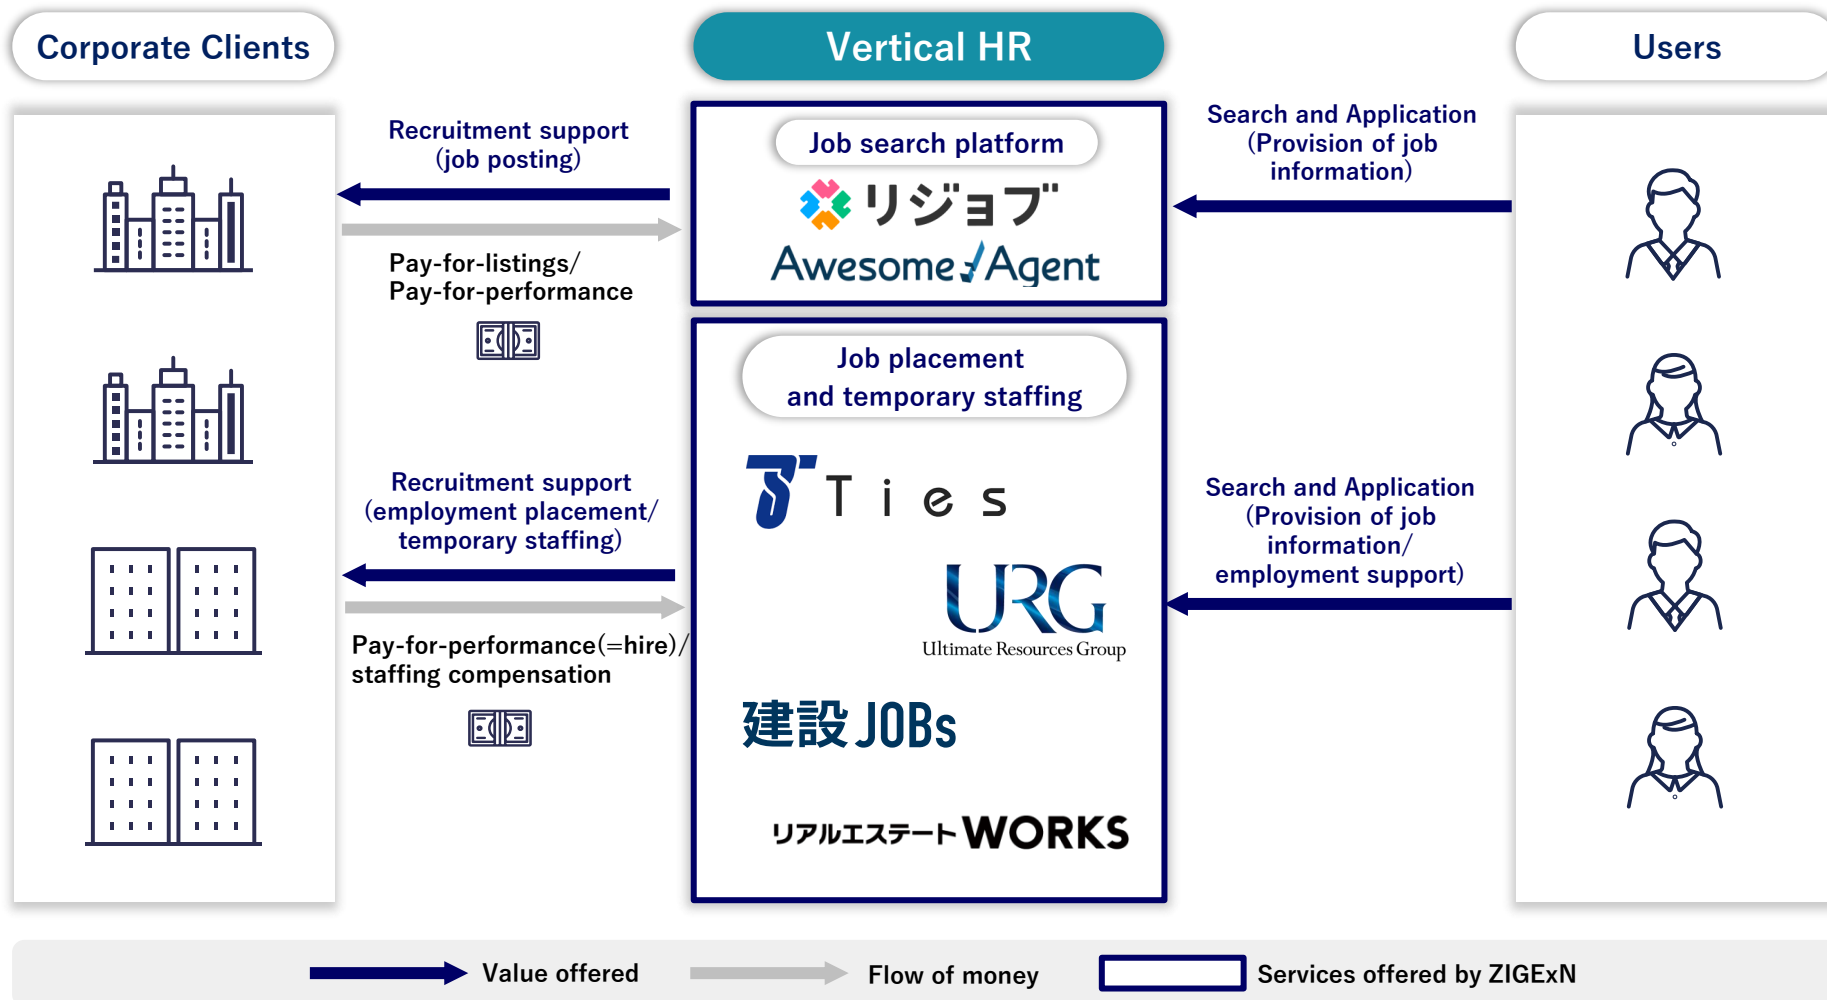 Corporate Clients
Vertical HR
Users
Recruitment support
(job posting)
Pay-for-listings/
Pay-for-performance
Job search platform
リジョブ
Awesome Agent
Search and Application
(Provision of job
information)
Job placement
and temporary staffing
Ties
URG
Ultimate Resources Group
建設JOBs
リアルエステートWORKS
Recruitment support
(employment placement/
temporary staffing)
Pay-for-performance(=hire)/
staffing compensation
Search and Application
(Provision of job
information/
employment support)
Value offered
Flow of money
Services offered by ZIGExN